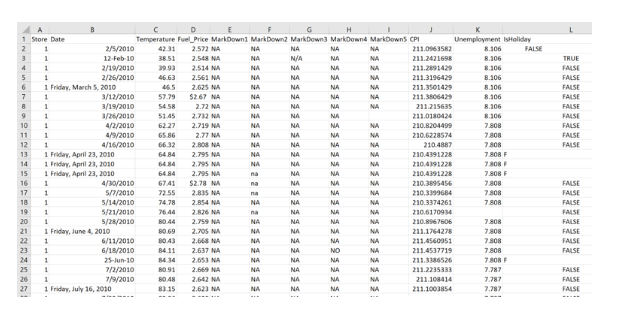 A B C D E F G H I J K L
1 Store Date Temperature Fuel_Price MarkDown1 MarkDown2 MarkDown3 MarkDown4 MarkDown5 CPI Unemployment IsHoliday
2 1 2/5/2010 42.31 2.572 NA NA NA NA NA 211.0963582 8.106 FALSE
3 1 12-Feb-10 38.51 2.548 NA NA N/A NA NA 211.2421698 8.106 TRUE
4 1 2/19/2010 39.93 2.514 NA NA NA NA NA 211.2891429 8.106 FALSE
5 1 2/26/2010 46.63 2.561 NA NA NA NA NA 211.3196429 8.106 FALSE
6 1 Friday, March 5, 2010 46.5 2.625 NA NA NA NA NA 211.3501429 8.106 FALSE
7 1 3/12/2010 57.79 $2.67 NA NA NA NA NA 211.3806429 8.106 FALSE
8 1 3/19/2010 54.58 2.72 NA NA NA NA NA 211.215635 8.106 FALSE
9 1 3/26/2010 51.45 2.732 NA NA NA NA 211.0180424 8.106 FALSE
10 1 4/2/2010 62.27 2.719 NA NA NA NA NA 210.8204499 7.808 FALSE
11 1 4/9/2010 65.86 2.77 NA NA NA NA NA 210.6228574 7.808 FALSE
12 1 4/16/2010 66.32 2.808 NA NA NA NA NA 210.4887 7.808 FALSE
13 1 Friday, April 23, 2010 64.84 2.795 NA NA NA NA NA 210.4391228 7.808 F
14 1 Friday, April 23, 2010 64.84 2.795 NA NA NA NA NA 210.4391228 7.808 F
15 1 Friday, April 23, 2010 64.84 2.795 NA na NA NA NA 210.4391228 7.808 F
16 1 4/30/2010 67.41 $2.78 NA NA NA NA NA 210.3895456 7.808 FALSE
17 1 5/7/2010 72.55 2.835 NA na NA NA NA 210.3399684 7.808 FALSE
18 1 5/14/2010 74.78 2.854 NA NA NA NA NA 210.3374261 7.808 FALSE
19 1 5/21/2010 76.44 2.826 NA na NA NA NA 210.6170934 FALSE
20 1 5/28/2010 80.44 2.759 NA NA NA NA NA 210.8967606 7.808 FALSE
21 1 Friday, June 4, 2010 80.69 2.705 NA NA NA NA NA 211.1764278 7.808 FALSE
22 1 6/11/2010 80.43 2.668 NA NA NA NA NA 211.4560951 7.808 FALSE
23 1 6/18/2010 84.11 2.637 NA NA NA NO NA 211.4537719 7.808 FALSE
24 1 25-Jun-10 84.34 2.653 NA NA NA NA NA 211.3386526 7.808 F
25 1 7/2/2010 80.91 2.669 NA NA NA NA NA 211.2235333 7.787 FALSE
26 1 7/9/2010 80.48 2.642 NA NA NA NA NA 211.108414 7.787 FALSE
27 1 Friday, July 16, 2010 83.15 2.623 NA NA NA NA NA 211.1003854 7.787 FALSE